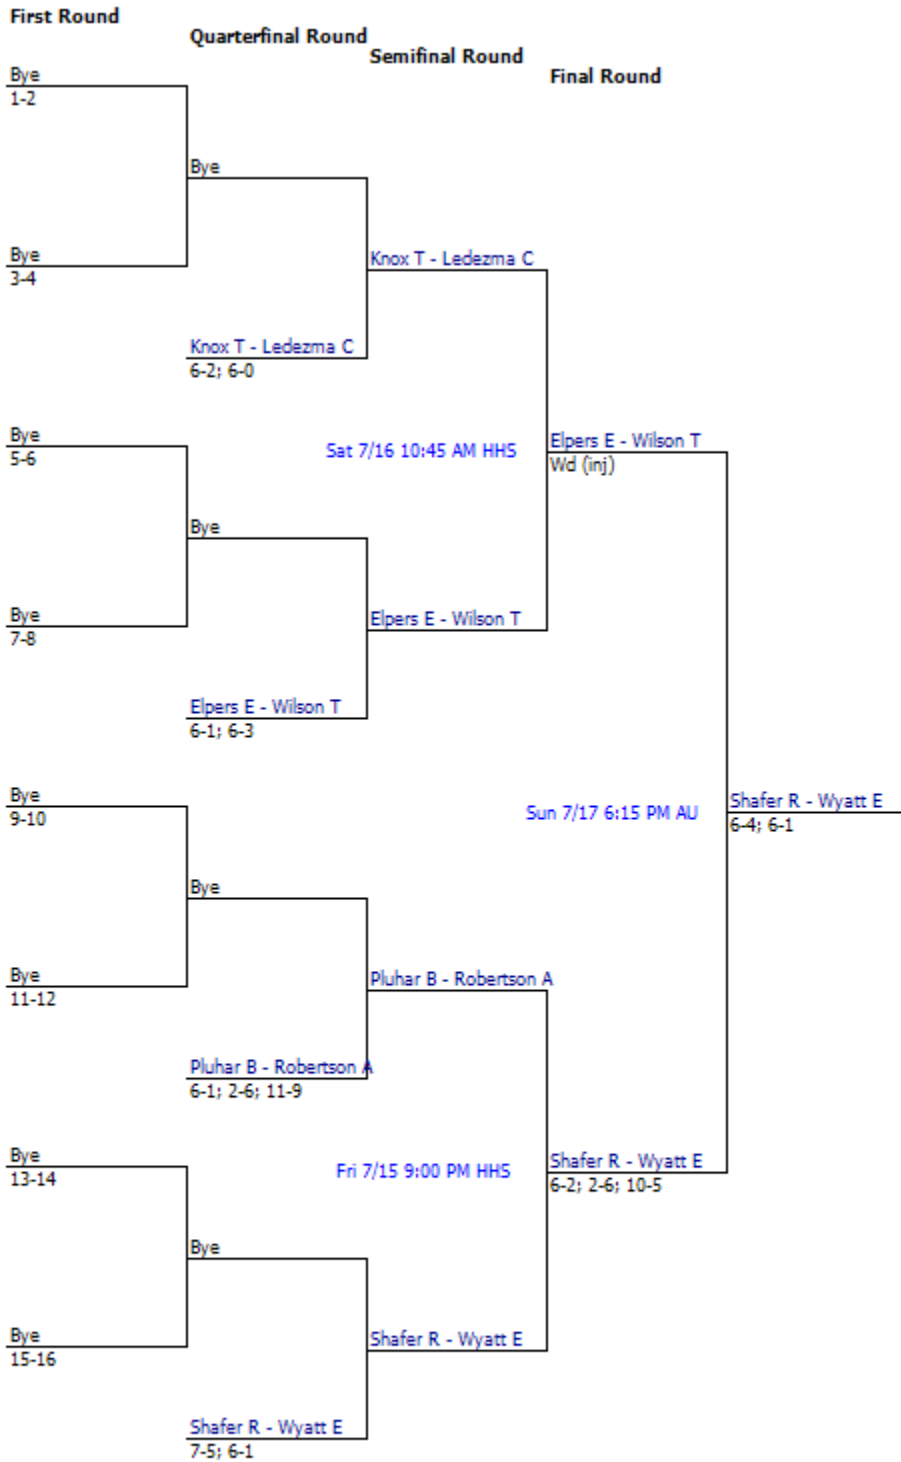 First Round
Quarterfinal Round
Semifinal Round
Final Round
Bye
1-2
Bye
Bye
3-4
Knox T - Ledezma C
Knox T - Ledezma C
6-2; 6-0
Bye
5-6
Sat 7/16 10:45 AM HHS
Elpers E - Wilson T
Wd (inj)
Bye
Bye
7-8
Elpers E - Wilson T
Elpers E - Wilson T
6-1; 6-3
Bye
9-10
Sun 7/17 6:15 PM AU
Shafer R - Wyatt E
6-4; 6-1
Bye
Bye
11-12
Pluhar B - Robertson A
Pluhar B - Robertson A
6-1; 2-6; 11-9
Bye
13-14
Fri 7/15 9:00 PM HHS
Shafer R - Wyatt E
6-2; 2-6; 10-5
Bye
Bye
15-16
Shafer R - Wyatt E
Shafer R - Wyatt E
7-5; 6-1